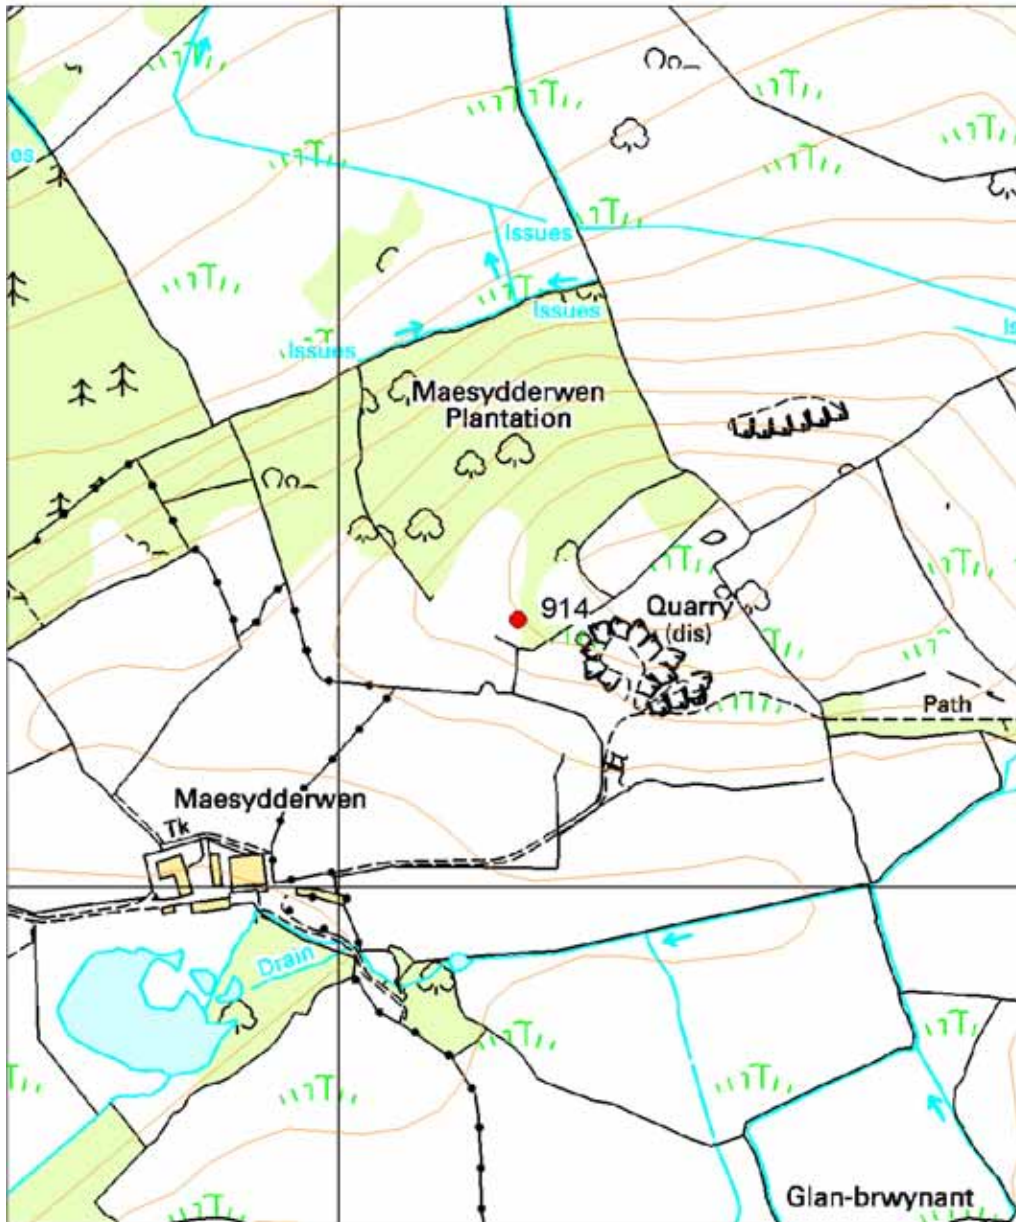 es
Issues
Issues
Issues
Is
Maesydderwen
Plantation
914
Quarry
(dis)
Path
Maesydderwen
Tk
Drain
Glan-brwynant